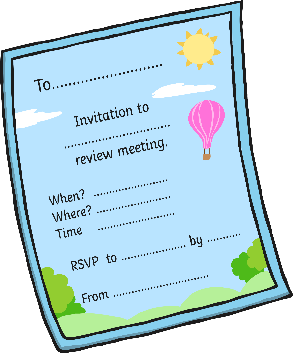 To..............................
Invitation to
..............................
review meeting.
When? ....................
Where? ....................
Time ....................
RSVP to .................. by ..........
From ..........................